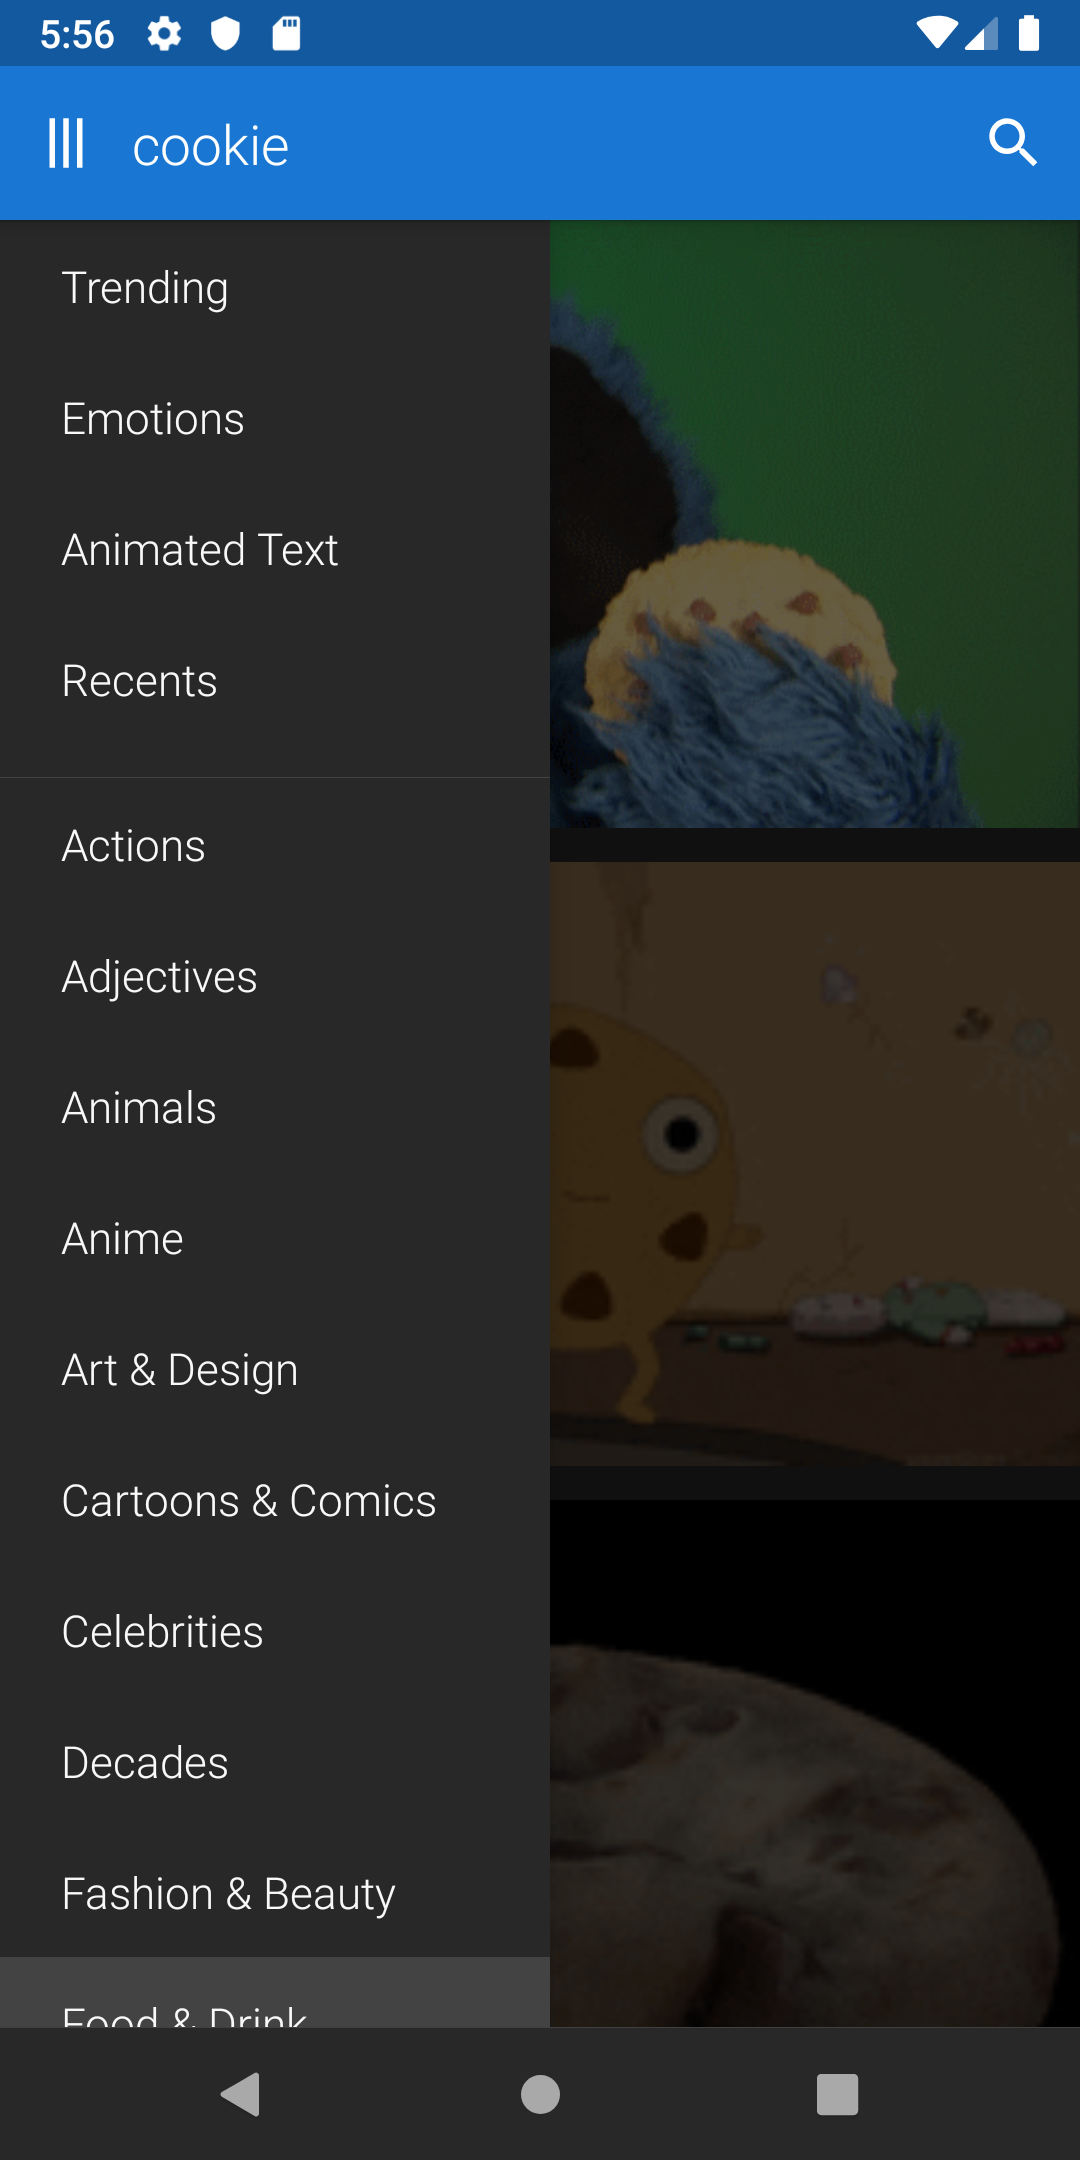 5:56
cookie
Trending
Emotions
Animated Text
Recents
Actions
Adjectives
Animals
Anime
Art & Design
Cartoons & Comics
Celebrities
Decades
Fashion & Beauty
Food & Drink